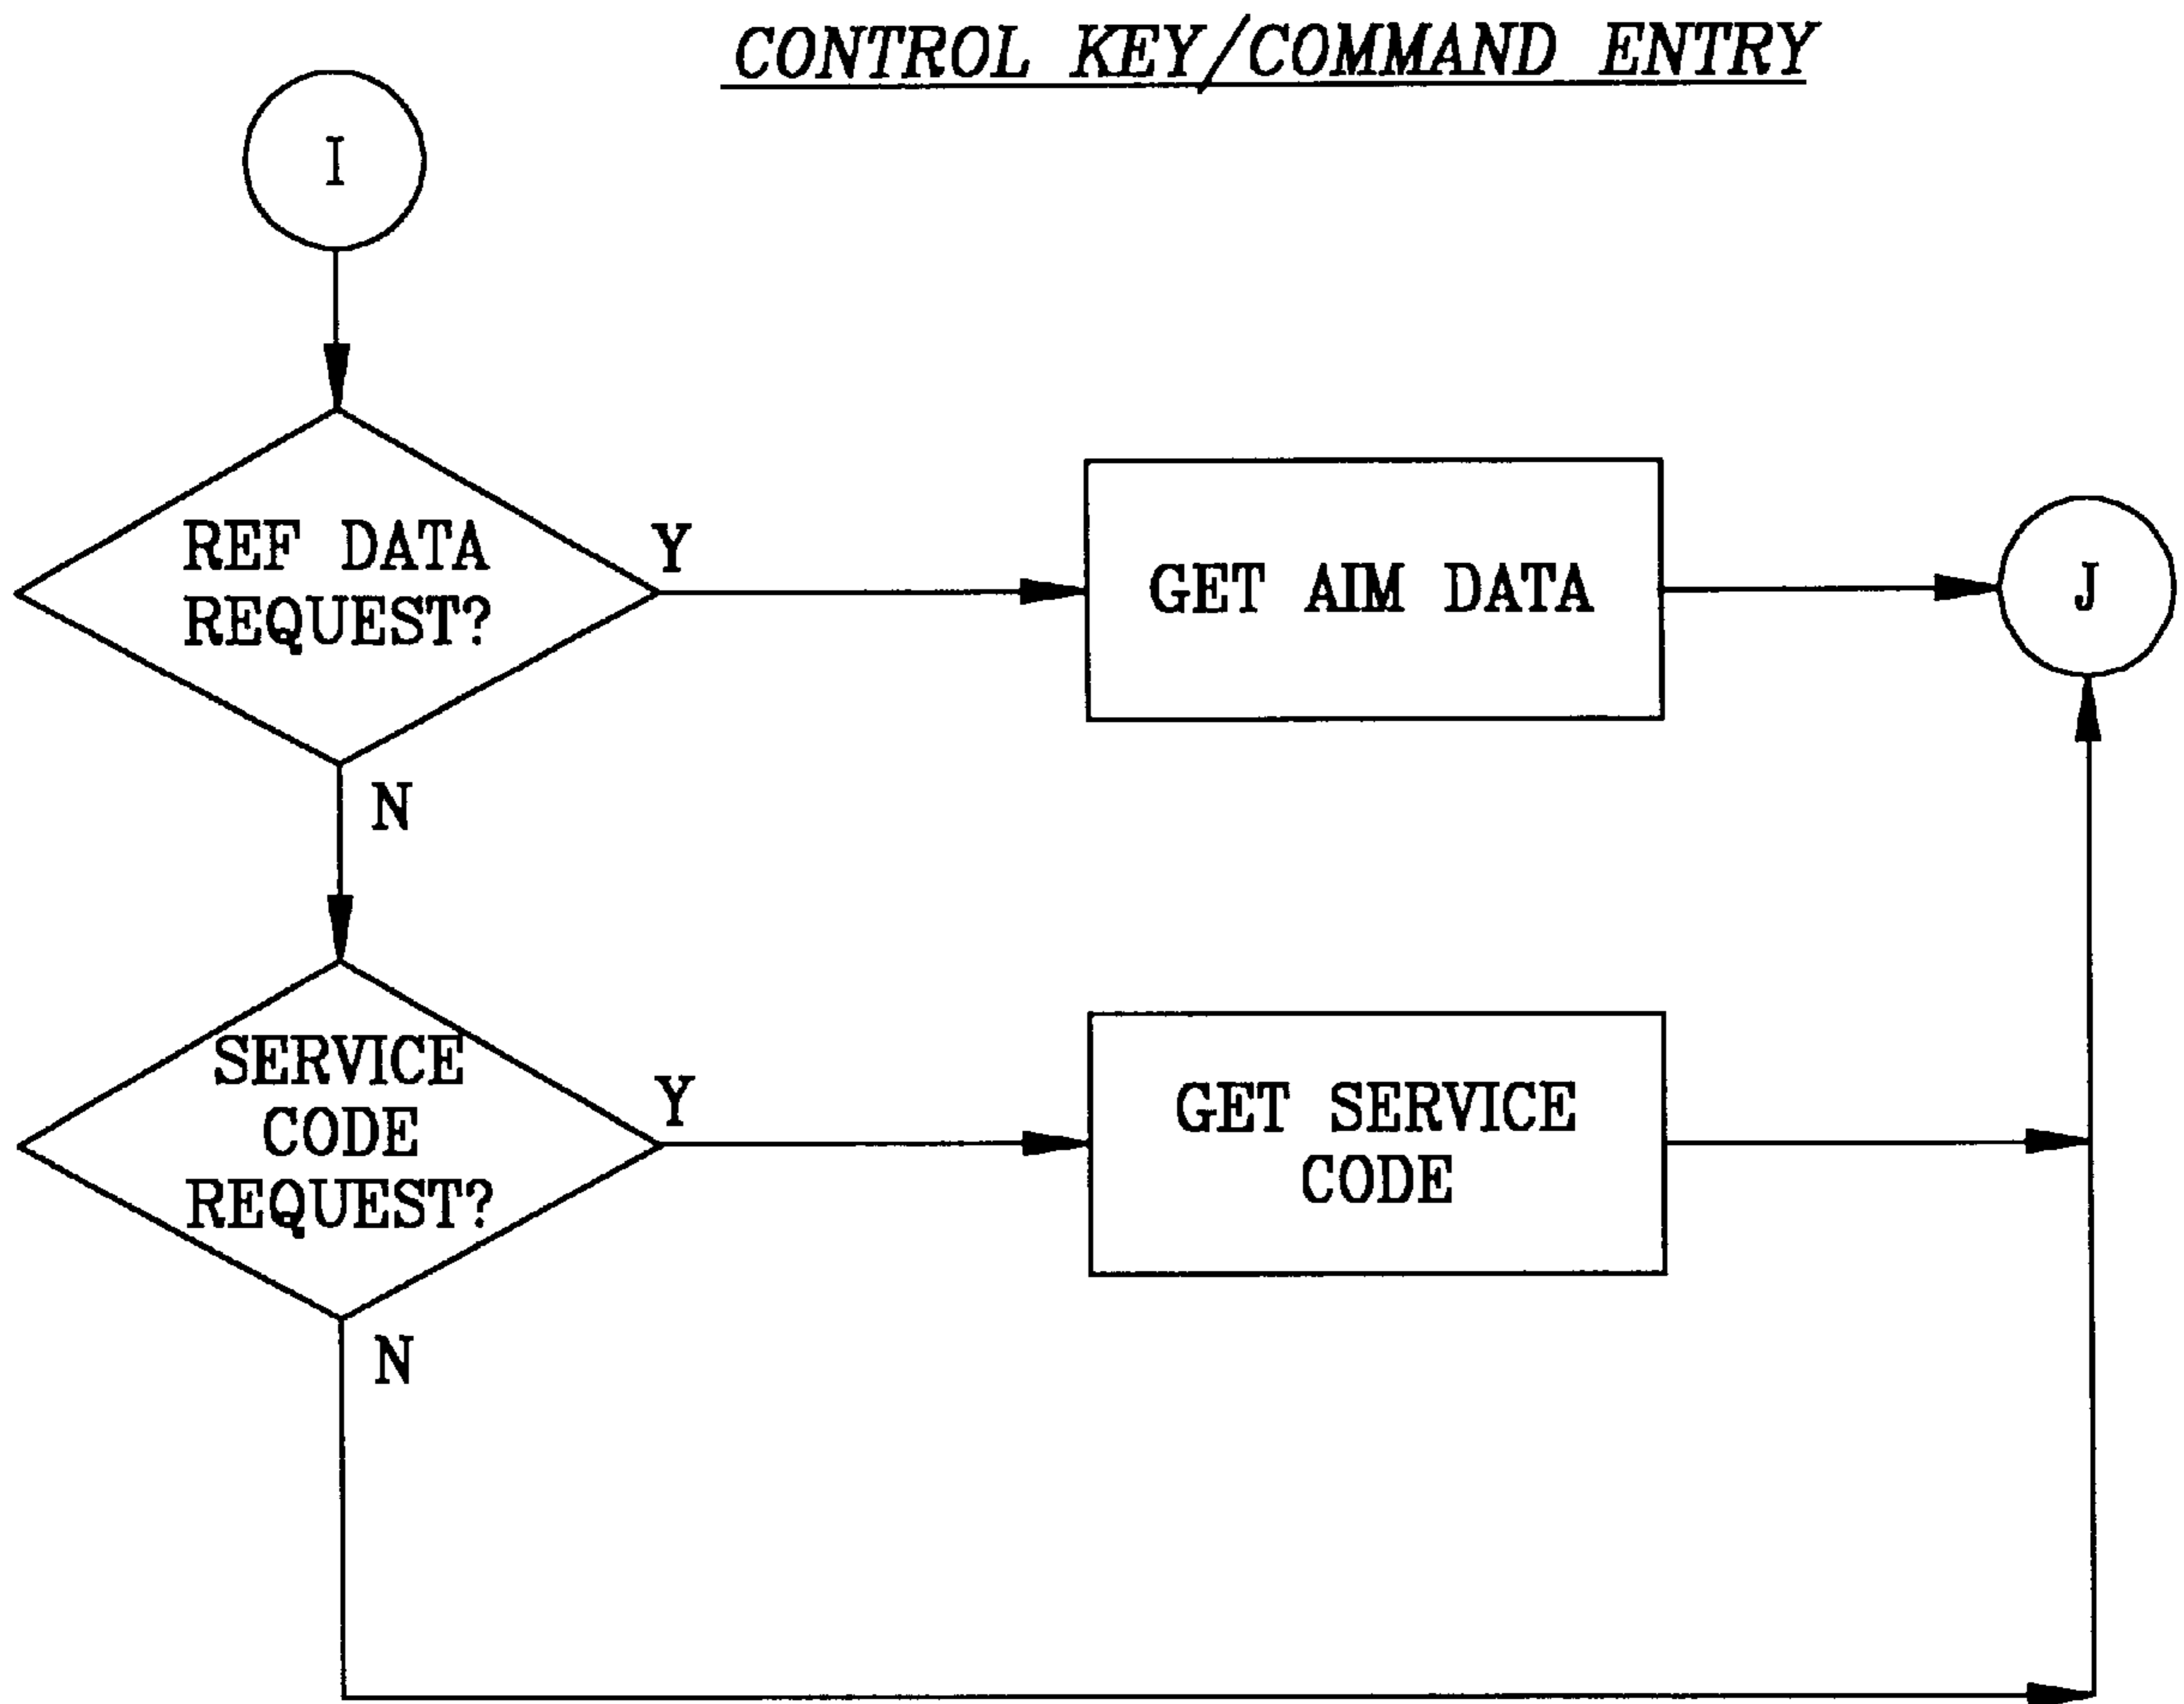 CONTROL KEY/COMMAND ENTRY
I
REF DATA
REQUEST?
Y
GET AIM DATA
J
N
SERVICE
CODE
REQUEST?
Y
GET SERVICE
CODE
N